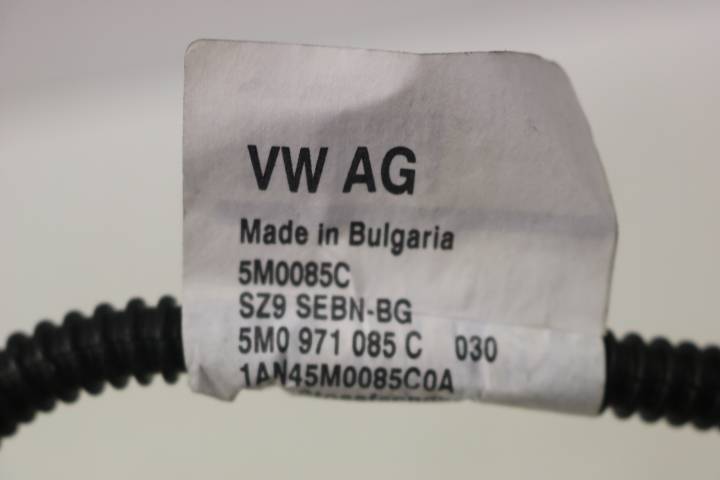 VW AG
Made in Bulgaria
5M0085C
SZ9 SEBN-BG
5M0 971 085 C 030
1AN45M0085C0A